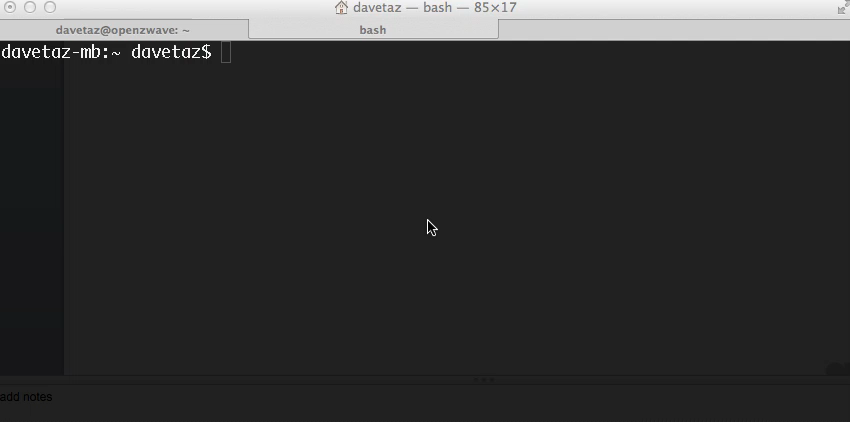 davetaz — bash — 85×17
davetaz@openzwave: ~
bash
davetaz-mb:~ davetaz$
add notes